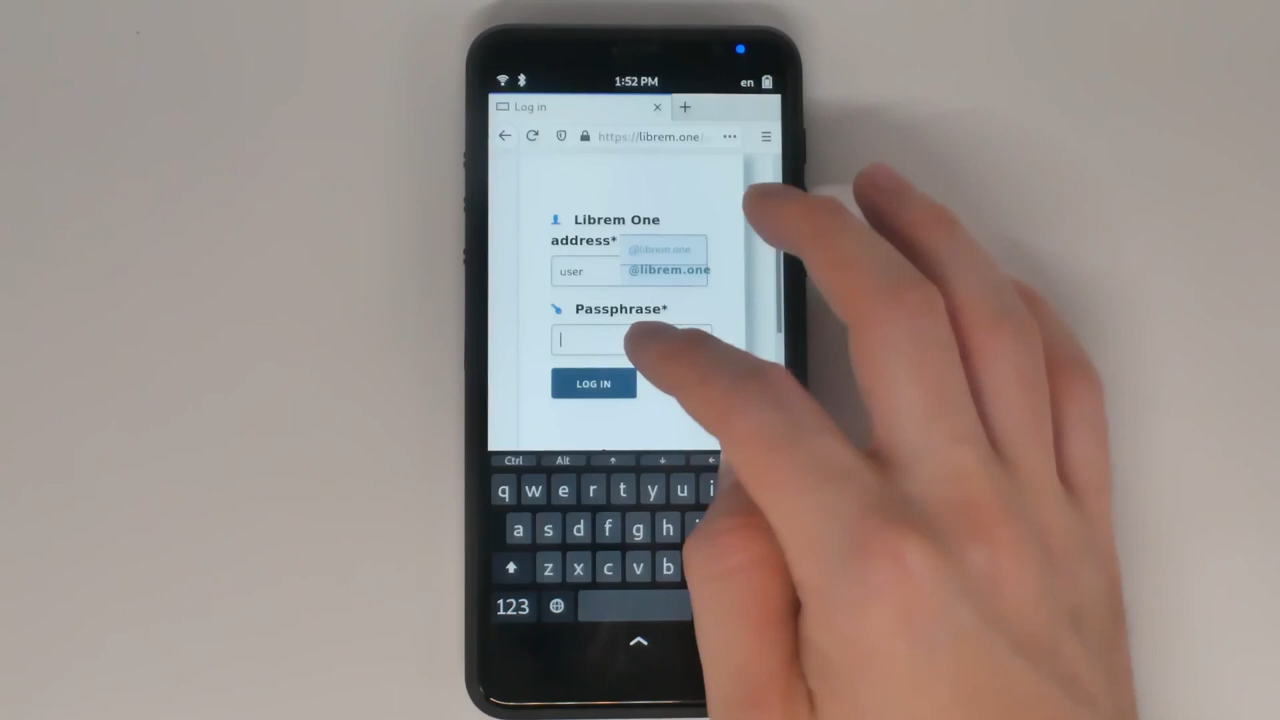 1:52 PM
en
Log in
https://librem.one/
Librem One
address*
@librem.one
user
@librem.one
Passphrase*
LOG IN
Ctrl Alt ↑ ↓ ←
q w e r t y u i
a s d f g h
z x c v b
123